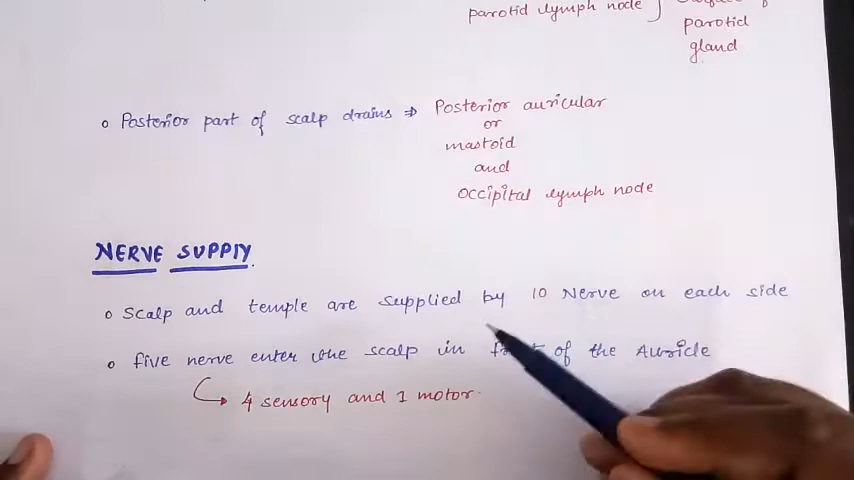 parotid lymph node }
parotid
gland
o Posterior part of scalp drains ⇒ Posterior auricular
or
mastoid
and
occipital lymph node
NERVE SUPPlY
o Scalp and temple are supplied by 10 Nerve on each side
o five nerve enter the scalp in front of the Auricle
↳ 4 sensory and 1 motor.